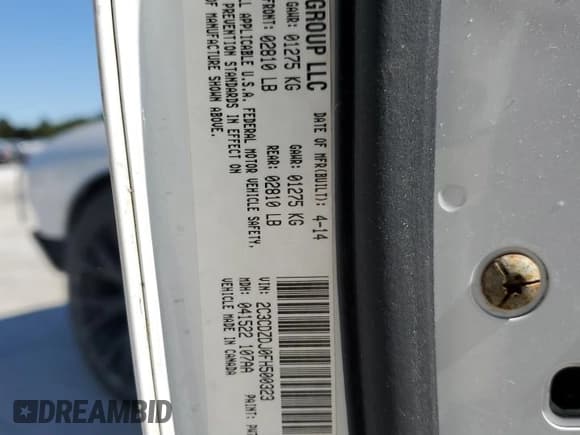 GROUP LLC
DATE OF MFR(BUILT): 4-14
GAWR: 01275 KG GAWR: 01275 KG
FRONT: 02810 LB REAR: 02810 LB
ALL APPLICABLE U.S.A. FEDERAL MOTOR VEHICLE SAFETY,
PREVENTION STANDARDS IN EFFECT ON
OF MANUFACTURE SHOWN ABOVE.
VIN: 2C3CDZDJ0FH500323
MDH: 041522 107AA PAINT: PW7
VEHICLE MADE IN CANADA
DREAMBID